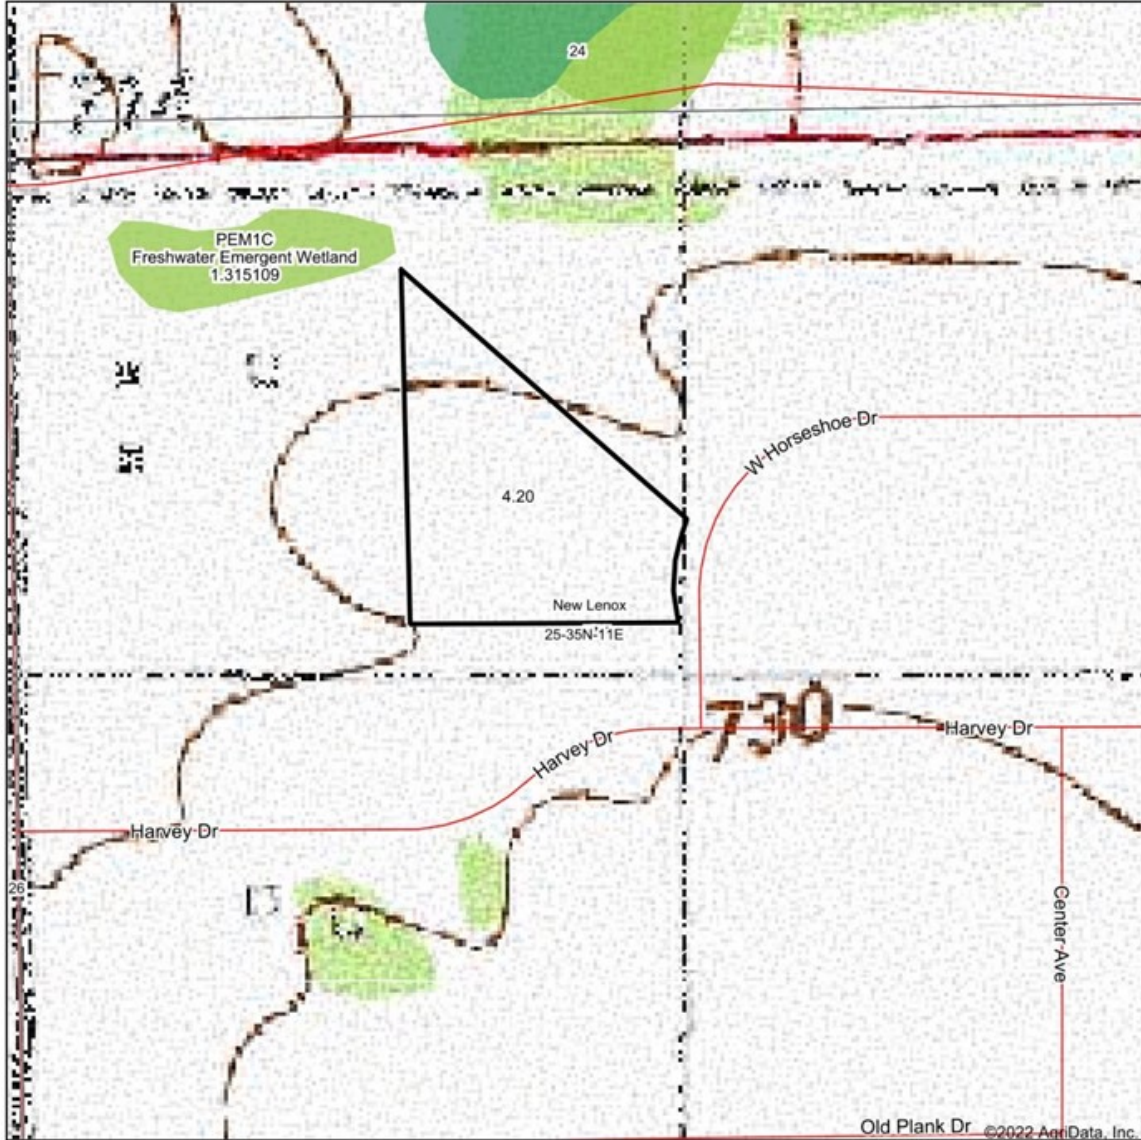 24
PEM1C
Freshwater Emergent Wetland
1.315109
W Horseshoe Dr
4.20
New Lenox
25-35N-11E
730
Harvey Dr
Harvey Dr
Harvey Dr
26
Center Ave
Old Plank Dr
©2022 AgriData, Inc